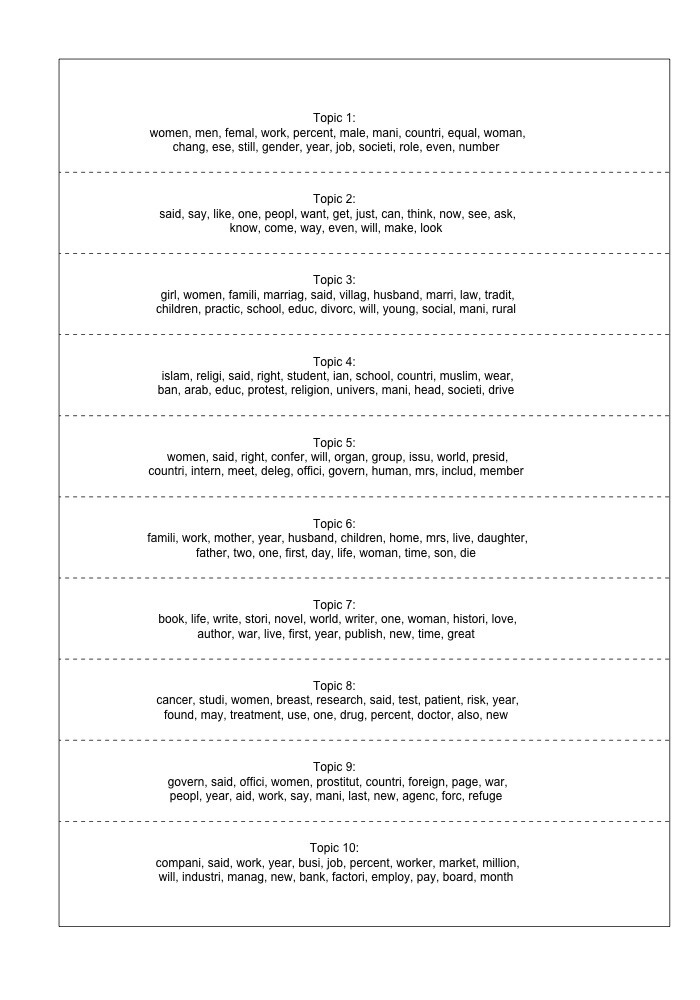 Topic 1:
women, men, femal, work, percent, male, mani, countri, equal, woman,
chang, ese, still, gender, year, job, societi, role, even, number
Topic 2:
said, say, like, one, peopl, want, get, just, can, think, now, see, ask,
know, come, way, even, will, make, look
Topic 3:
girl, women, famili, marriag, said, villag, husband, marri, law, tradit,
children, practic, school, educ, divorc, will, young, social, mani, rural
Topic 4:
islam, religi, said, right, student, ian, school, countri, muslim, wear,
ban, arab, educ, protest, religion, univers, mani, head, societi, drive
Topic 5:
women, said, right, confer, will, organ, group, issu, world, presid,
countri, intern, meet, deleg, offici, govern, human, mrs, includ, member
Topic 6:
famili, work, mother, year, husband, children, home, mrs, live, daughter,
father, two, one, first, day, life, woman, time, son, die
Topic 7:
book, life, write, stori, novel, world, writer, one, woman, histori, love,
author, war, live, first, year, publish, new, time, great
Topic 8:
cancer, studi, women, breast, research, said, test, patient, risk, year,
found, may, treatment, use, one, drug, percent, doctor, also, new
Topic 9:
govern, said, offici, women, prostitut, countri, foreign, page, war,
peopl, year, aid, work, say, mani, last, new, agenc, forc, refuge
Topic 10:
compani, said, work, year, busi, job, percent, worker, market, million,
will, industri, manag, new, bank, factori, employ, pay, board, month